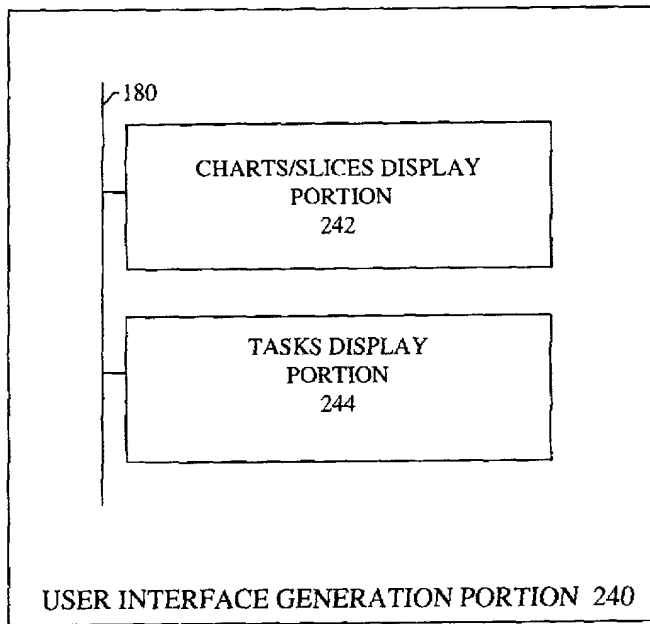 180
CHARTS/SLICES DISPLAY
PORTION
242
TASKS DISPLAY
PORTION
244
USER INTERFACE GENERATION PORTION 240